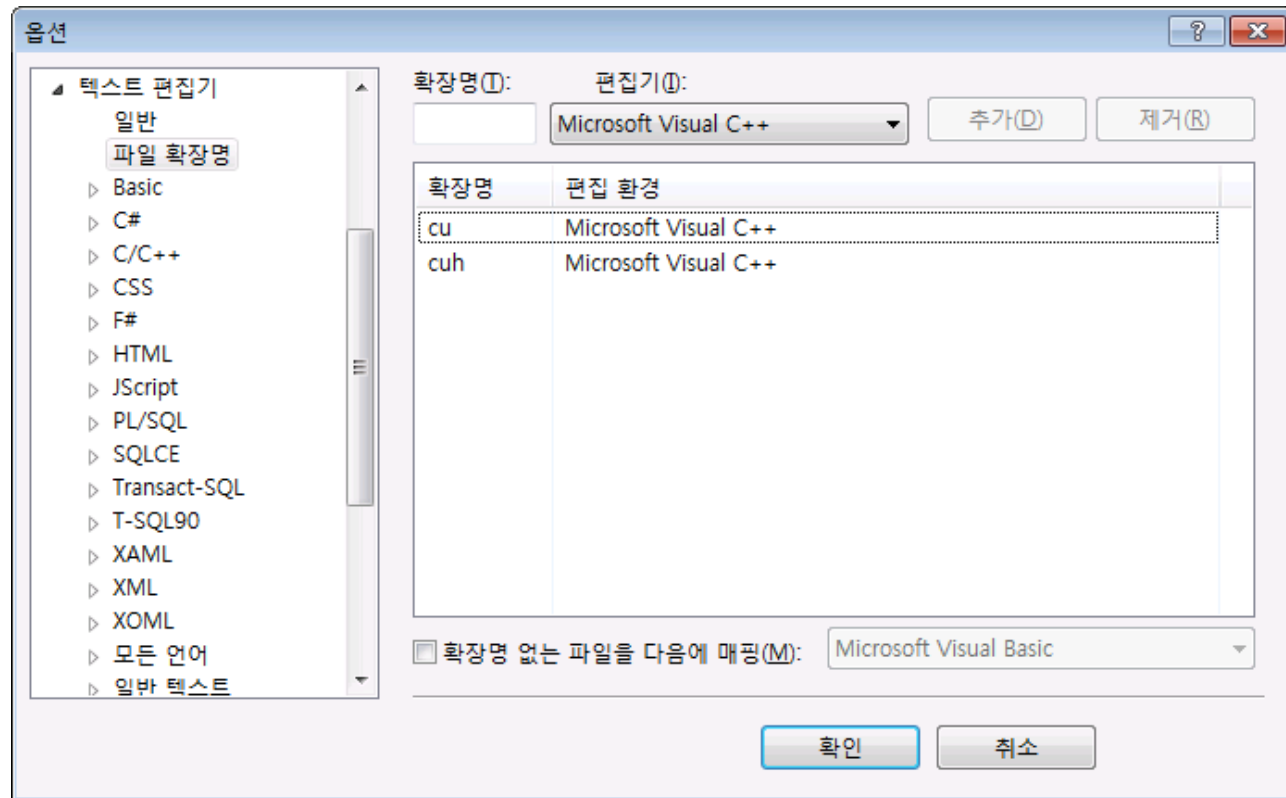 옵션
텍스트 편집기
일반
파일 확장명
Basic
C#
C/C++
CSS
F#
HTML
JScript
PL/SQL
SQLCE
Transact-SQL
T-SQL90
XAML
XML
XOML
모든 언어
일반 텍스트
확장명(T): 편집기(I):
Microsoft Visual C++ 추가(D) 제거(R)
확장명 편집 환경
cu Microsoft Visual C++
cuh Microsoft Visual C++
확장명 없는 파일을 다음에 매핑(M): Microsoft Visual Basic
확인 취소